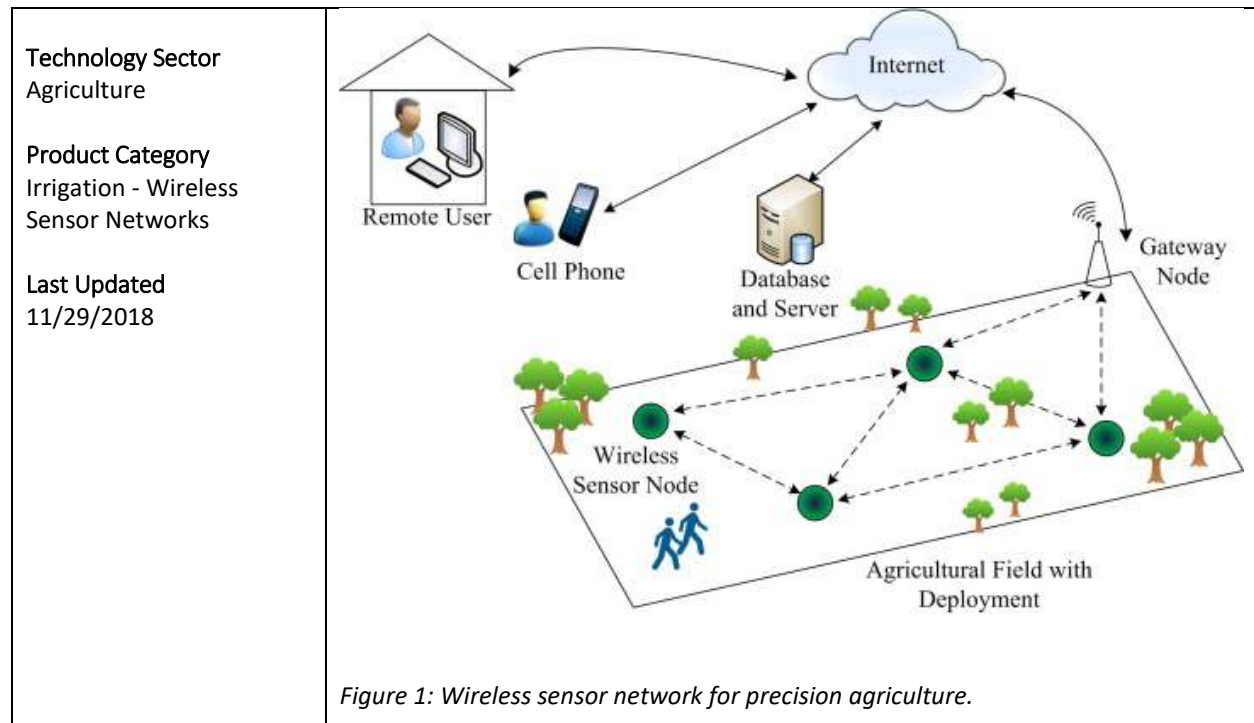 Technology Sector
Agriculture
Product Category
Irrigation - Wireless
Sensor Networks
Last Updated
11/29/2018
Internet
Remote User
Cell Phone
Database
and Server
Gateway
Node
Wireless
Sensor Node
Agricultural Field with
Deployment
Figure 1: Wireless sensor network for precision agriculture.